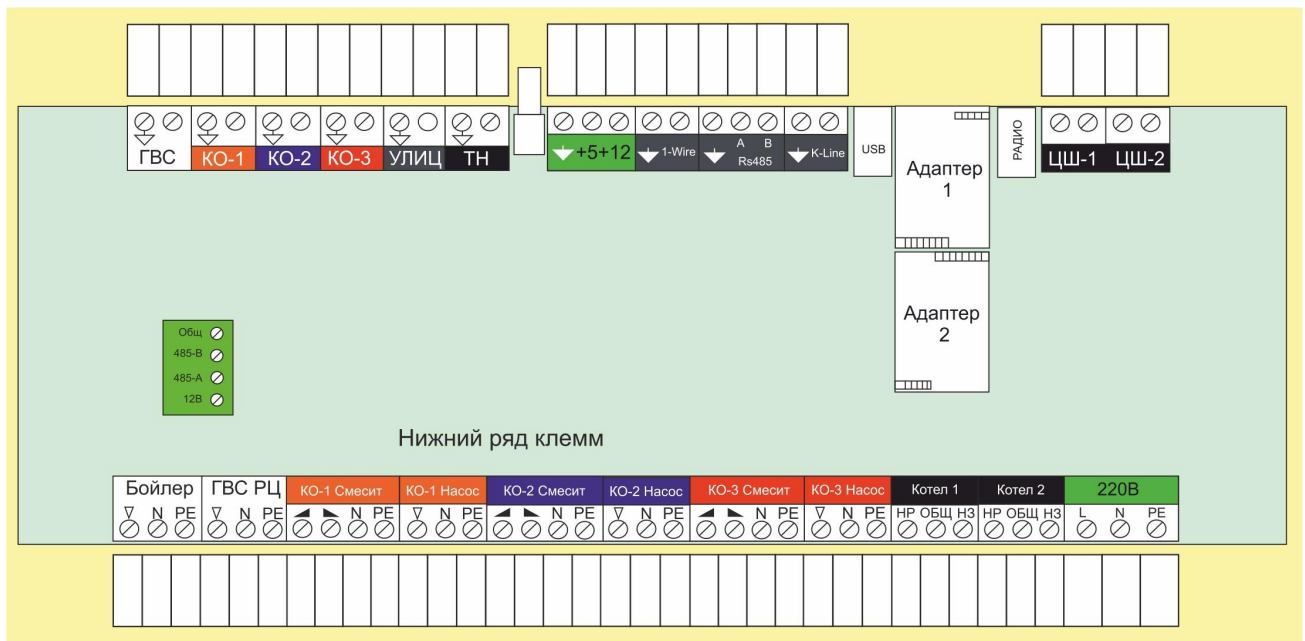 ГВС КО-1 КО-2 КО-3 УЛИЦ ТН
+5+12 1-Wire A B Rs485 K-Line
USB
Адаптер
1
РАДИО
ЦШ-1 ЦШ-2
Адаптер
2
Общ
485-В
485-А
12В
Нижний ряд клемм
Бойлер ГВС РЦ КО-1 Смесит КО-1 Насос КО-2 Смесит КО-2 Насос КО-3 Смесит КО-3 Насос Котел 1 Котел 2 220В
N PE N PE N PE N PE N PE N PE N PE N PE НР ОБЩ НЗ НР ОБЩ НЗ L N PE